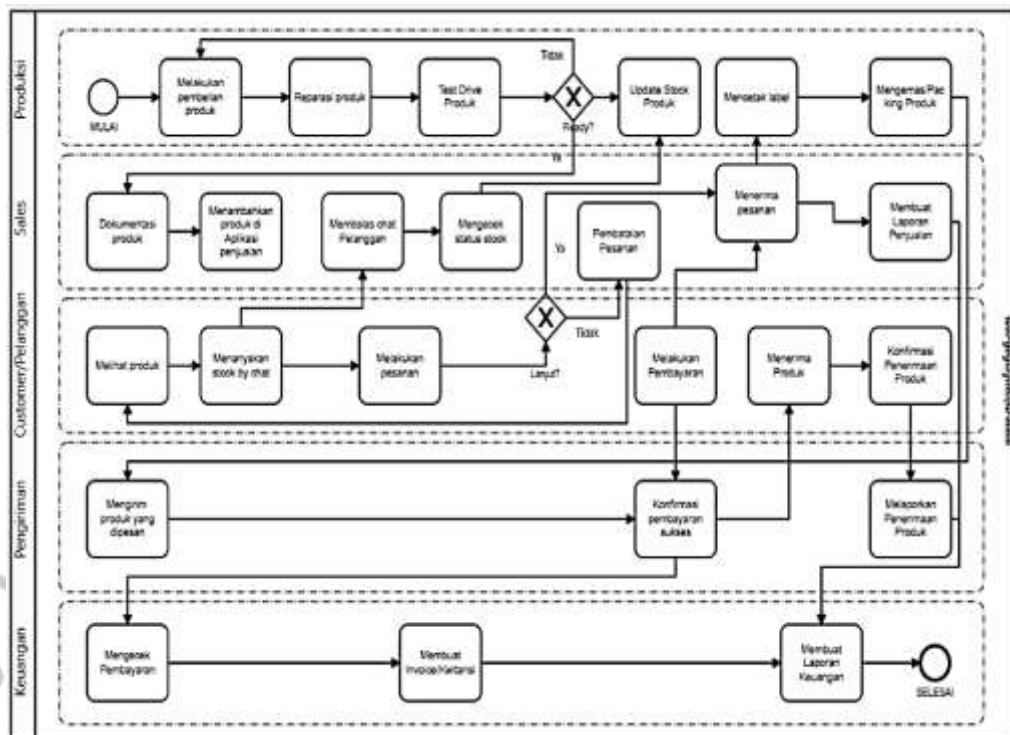 Produksi
MULAI
Melakukan
pembelian
produk
Reparasi produk
Test Drive
Produk
Tidak
Ready?
Ya
Update Stock
Produk
Mencetak label
Mengemas/Pac
king Produk
Sales
Dokumentasi
produk
Menambahkan
produk di
Aplikasi
penjualan
Membalas chat
Pelanggan
Mengecek
status stock
Ya
Pembatalan
Pesanan
Menerima
pesanan
Membuat
Laporan
Penjualan
Customer/Pelanggan
Melihat produk
Menanyakan
stock by chat
Melakukan
pesanan
Lanjut?
Tidak
Melakukan
Pembayaran
Menerima
Produk
Konfirmasi
Penerimaan
Produk
Pengiriman
Mengirim
produk yang
dipesan
Konfirmasi
pembayaran
sukses
Melaporkan
Penerimaan
Produk
Keuangan
Mengecek
Pembayaran
Membuat
Invoice/Kwitansi
Membuat
Laporan
Keuangan
SELESAI